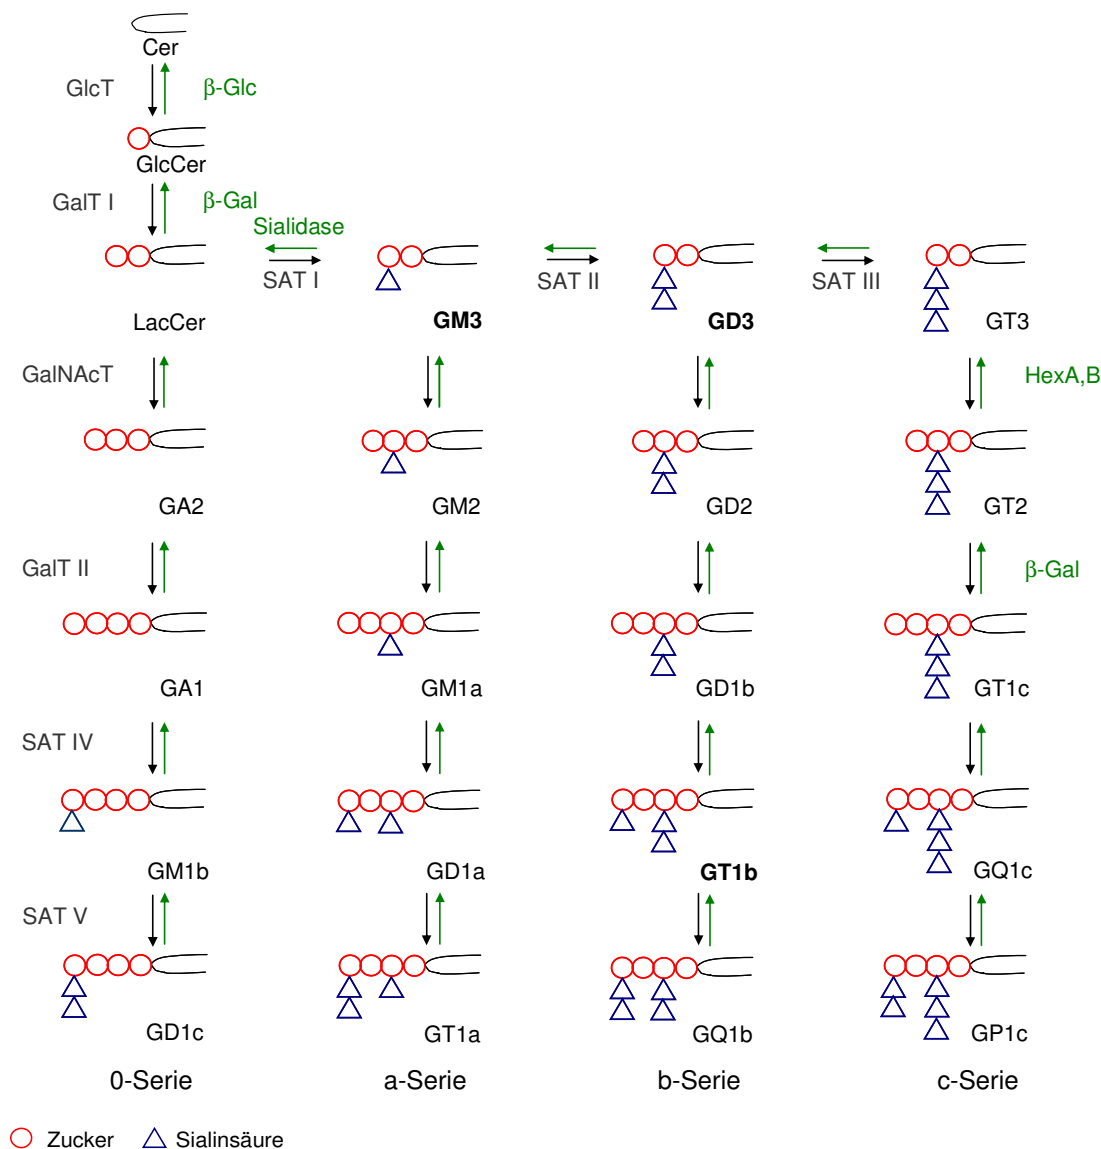 Cer
GlcT β-Glc
GlcCer
GalT I β-Gal
Sialidase
SAT I SAT II SAT III
LacCer GM3 GD3 GT3
GalNAcT HexA,B
GA2 GM2 GD2 GT2
GalT II β-Gal
GA1 GM1a GD1b GT1c
SAT IV
GM1b GD1a GT1b GQ1c
SAT V
GD1c GT1a GQ1b GP1c
0-Serie a-Serie b-Serie c-Serie
Zucker Sialinsäure